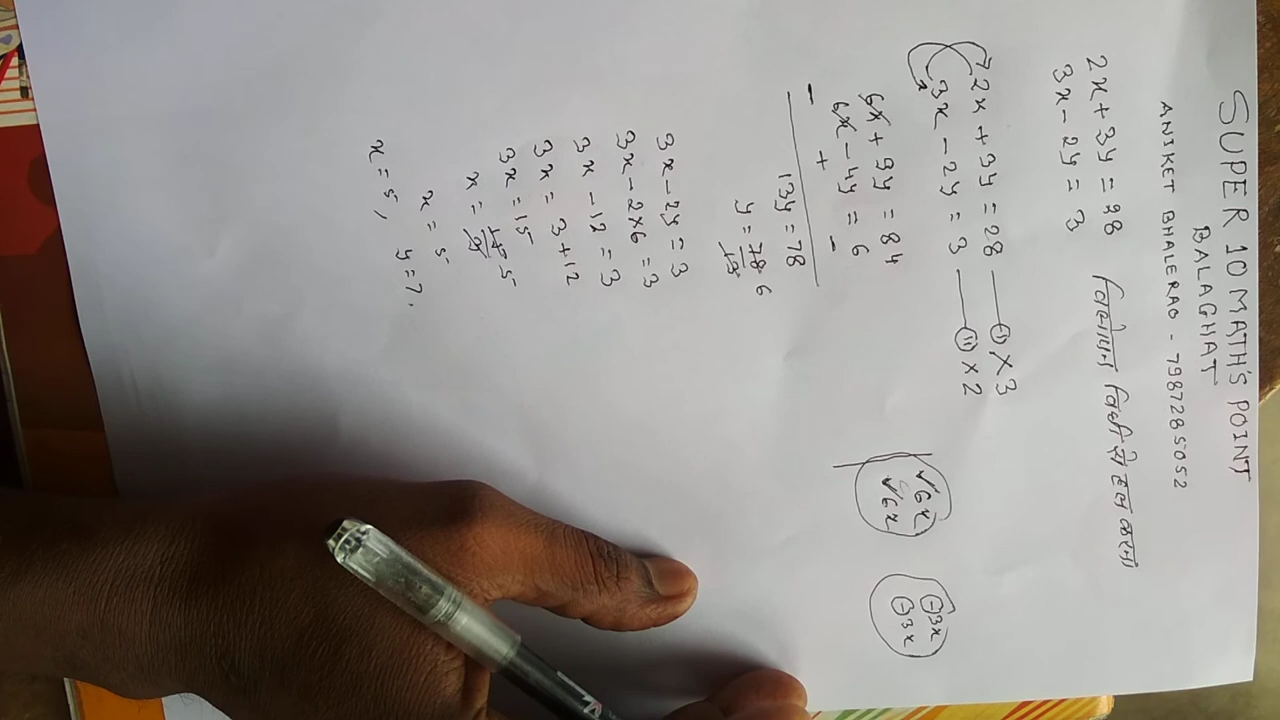 SUPER 10 MATH'S POINT
BALAGHAT
ANIKET BHALERAO - 7987285052
2x + 3y = 28 विलोपन विधी से हल करना
3x - 2y = 3
2x + 3y = 28 —— (i) × 3
3x - 2y = 3 —— (ii) × 2
✓6x
✓6x
-3x
-3x
6x + 9y = 84
6x - 4y = 6
- + -
13y = 78
y = 78/13 6
3x - 2y = 3
3x - 2×6 = 3
3x - 12 = 3
3x = 3+12
3x = 15
x = 15/3 5
x = 5
x = 5, y = ?,